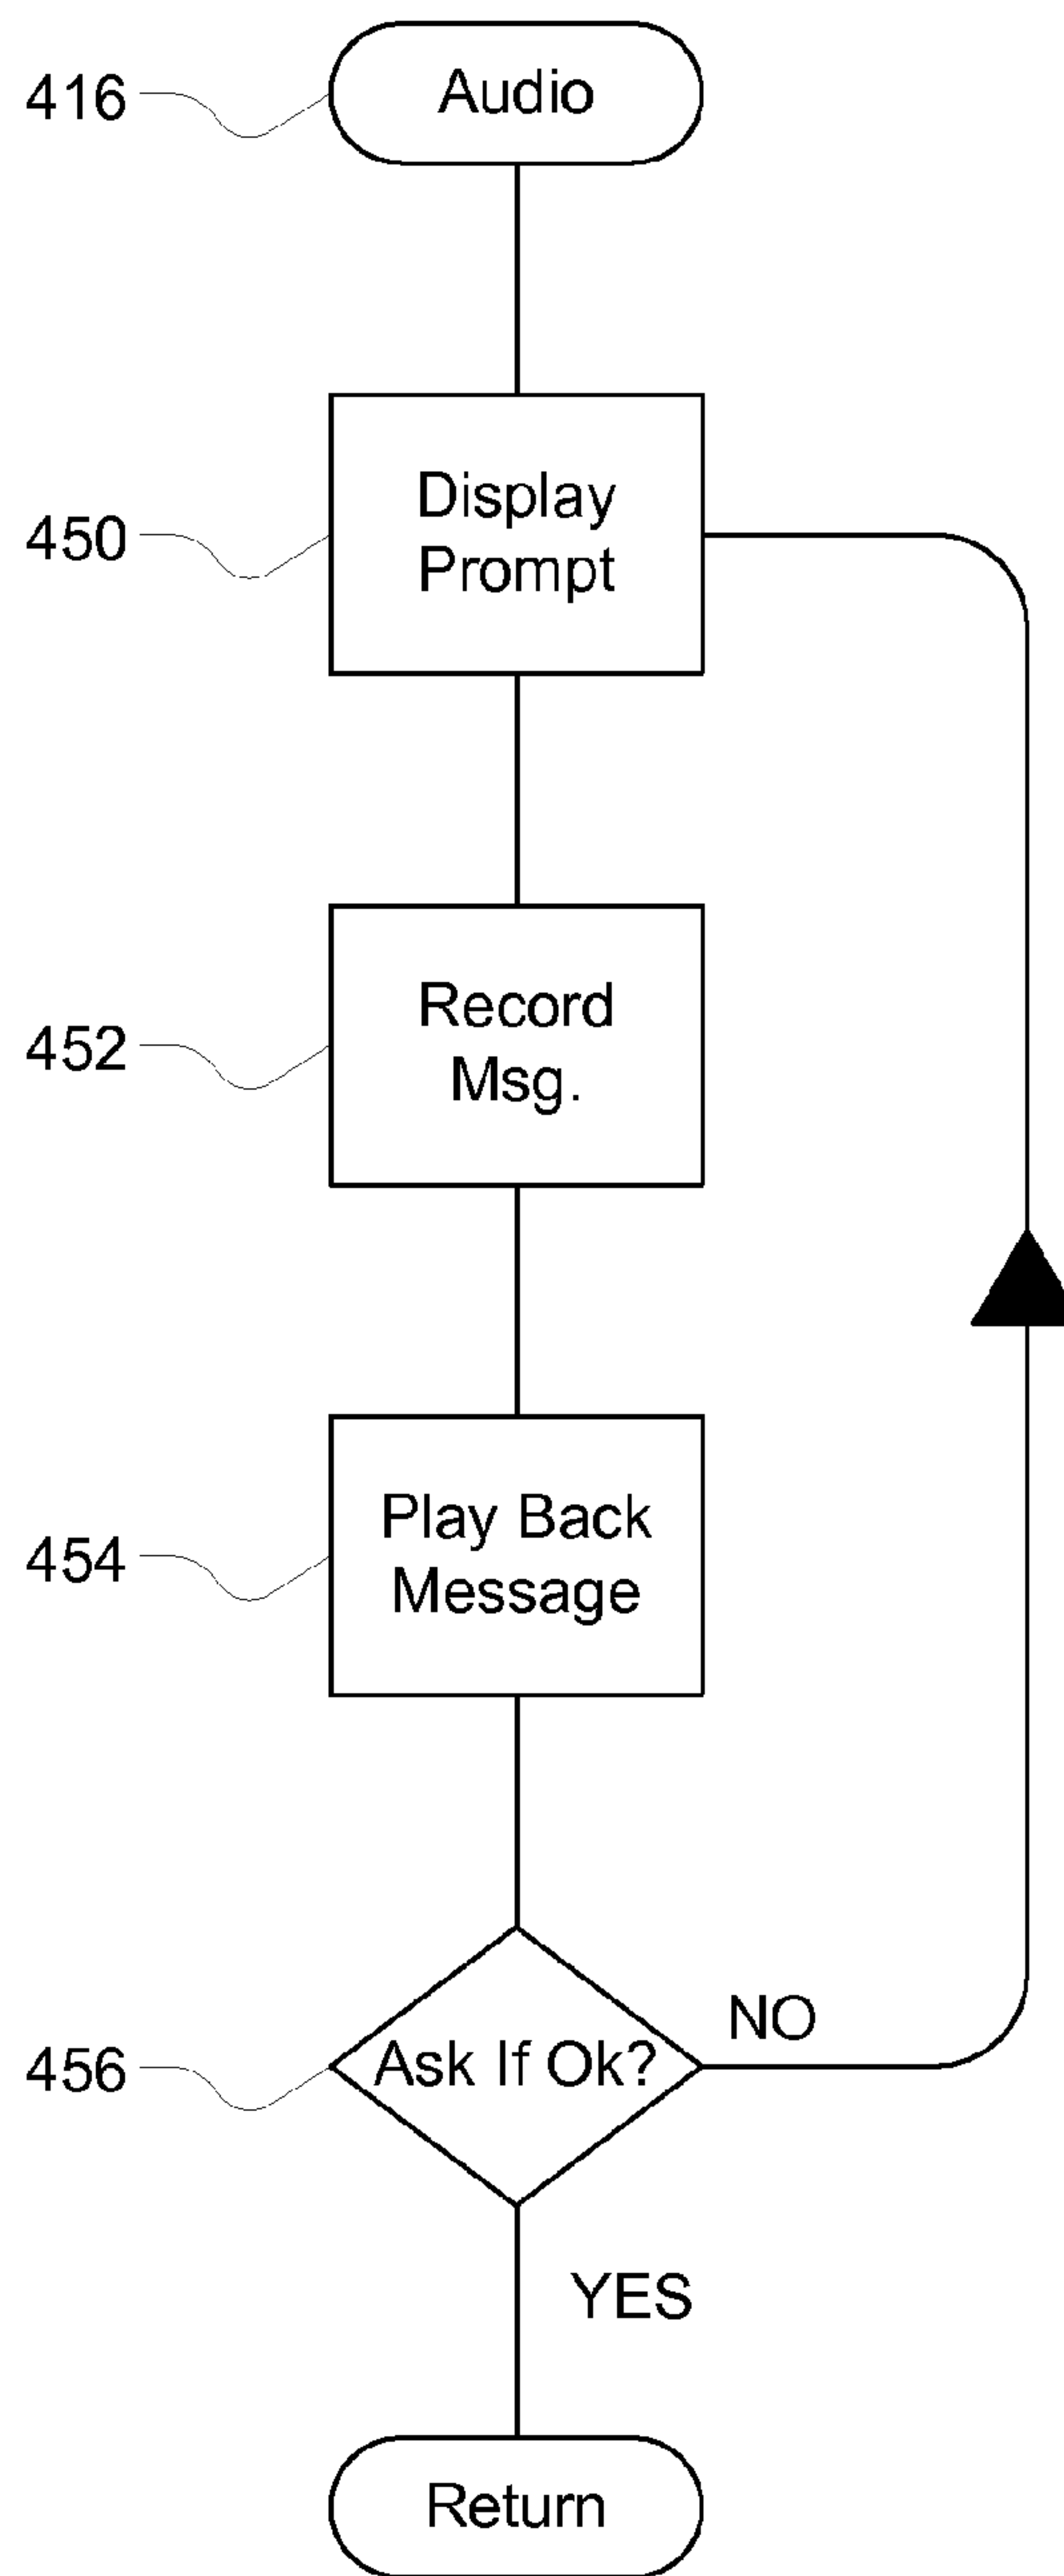 416
Audio
450
Display
Prompt
452
Record
Msg.
454
Play Back
Message
456
Ask If Ok?
NO
YES
Return